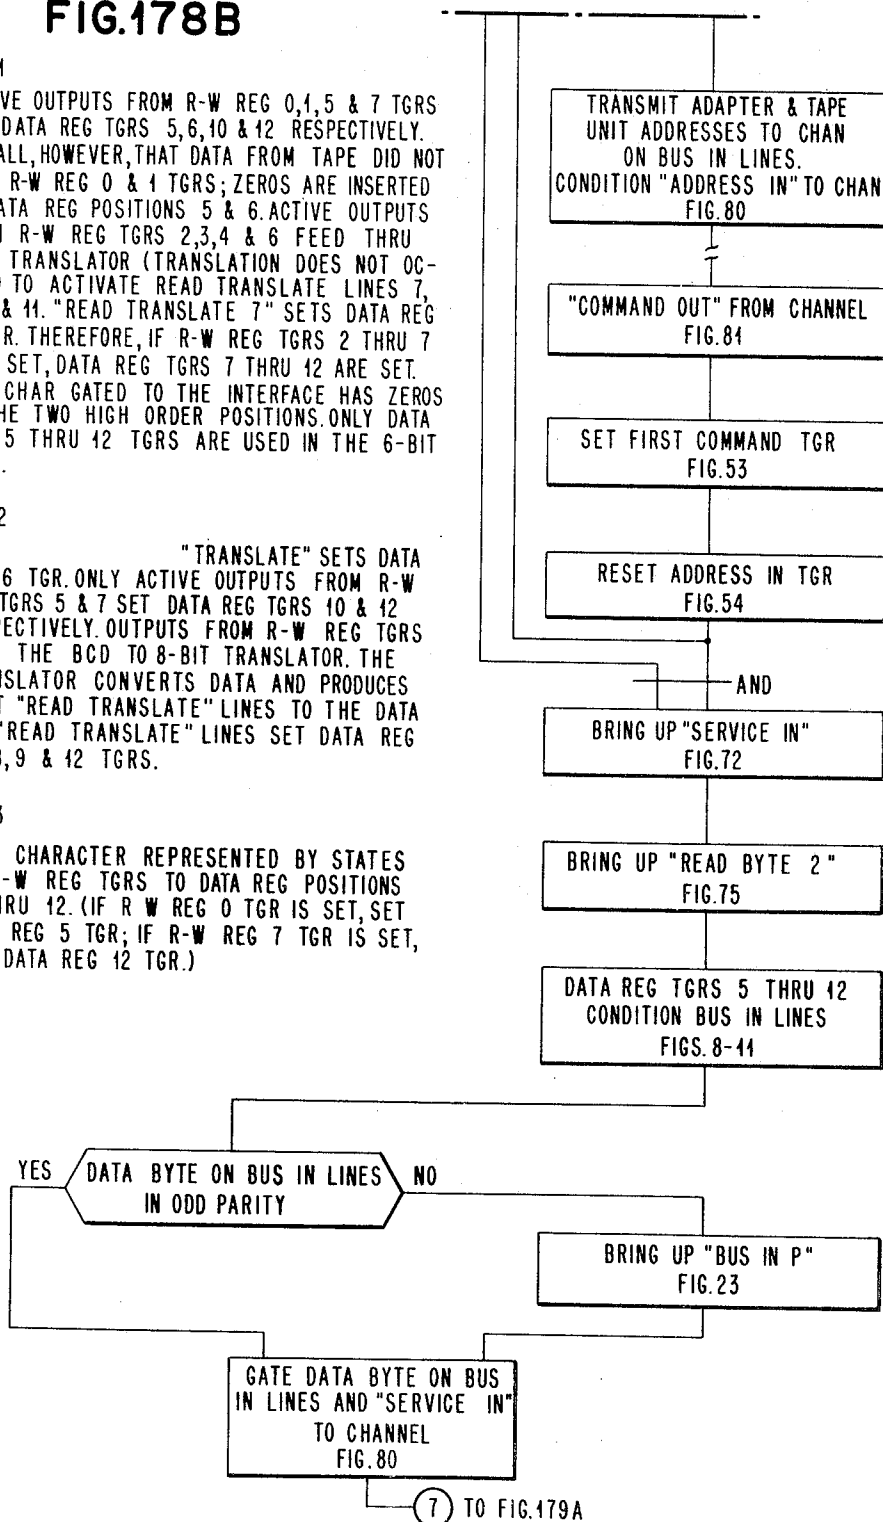 FIG.178B
1
VE OUTPUTS FROM R-W REG 0,1,5 & 7 TGRS
DATA REG TGRS 5,6,10 & 12 RESPECTIVELY.
ALL, HOWEVER, THAT DATA FROM TAPE DID NOT
R-W REG 0 & 1 TGRS; ZEROS ARE INSERTED
ATA REG POSITIONS 5 & 6. ACTIVE OUTPUTS
R-W REG TGRS 2,3,4 & 6 FEED THRU
TRANSLATOR (TRANSLATION DOES NOT OC-
TO ACTIVATE READ TRANSLATE LINES 7,
& 11. "READ TRANSLATE 7" SETS DATA REG
R. THEREFORE, IF R-W REG TGRS 2 THRU 7
SET, DATA REG TGRS 7 THRU 12 ARE SET.
CHAR GATED TO THE INTERFACE HAS ZEROS
HE TWO HIGH ORDER POSITIONS. ONLY DATA
5 THRU 12 TGRS ARE USED IN THE 6-BIT
.
2
"TRANSLATE" SETS DATA
6 TGR. ONLY ACTIVE OUTPUTS FROM R-W
TGRS 5 & 7 SET DATA REG TGRS 10 & 12
PECTIVELY. OUTPUTS FROM R-W REG TGRS
THE BCD TO 8-BIT TRANSLATOR. THE
NSLATOR CONVERTS DATA AND PRODUCES
T "READ TRANSLATE" LINES TO THE DATA
"READ TRANSLATE" LINES SET DATA REG
,9 & 12 TGRS.
3
CHARACTER REPRESENTED BY STATES
-W REG TGRS TO DATA REG POSITIONS
HRU 12. (IF R W REG 0 TGR IS SET, SET
REG 5 TGR; IF R-W REG 7 TGR IS SET,
DATA REG 12 TGR.)
TRANSMIT ADAPTER & TAPE
UNIT ADDRESSES TO CHAN
ON BUS IN LINES.
CONDITION "ADDRESS IN" TO CHAN
FIG.80
"COMMAND OUT" FROM CHANNEL
FIG.81
SET FIRST COMMAND TGR
FIG.53
RESET ADDRESS IN TGR
FIG.54
AND
BRING UP "SERVICE IN"
FIG.72
BRING UP "READ BYTE 2"
FIG.75
DATA REG TGRS 5 THRU 12
CONDITION BUS IN LINES
FIGS. 8-11
YES
DATA BYTE ON BUS IN LINES
IN ODD PARITY
NO
BRING UP "BUS IN P"
FIG.23
GATE DATA BYTE ON BUS
IN LINES AND "SERVICE IN"
TO CHANNEL
FIG.80
7 TO FIG.179A